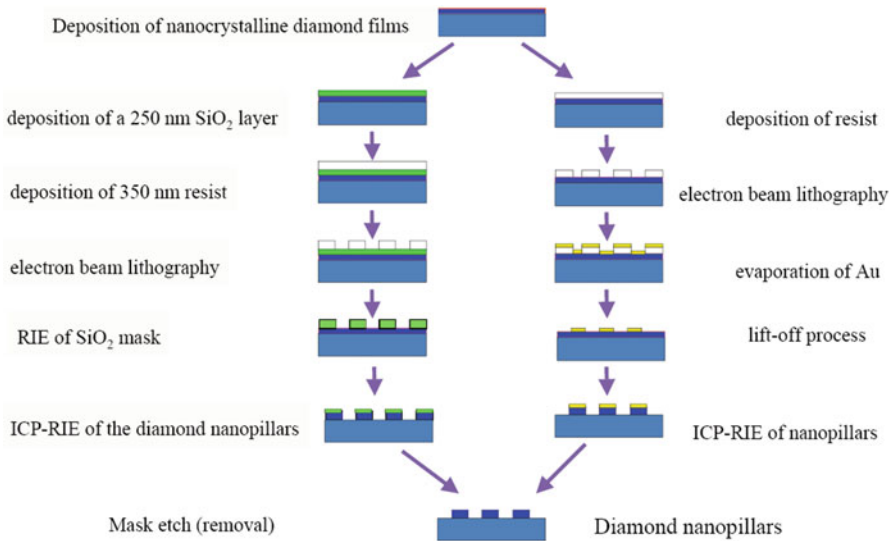 Deposition of nanocrystalline diamond films
deposition of a 250 nm SiO₂ layer
deposition of resist
deposition of 350 nm resist
electron beam lithography
electron beam lithography
evaporation of Au
RIE of SiO₂ mask
lift-off process
ICP-RIE of the diamond nanopillars
ICP-RIE of nanopillars
Mask etch (removal)
Diamond nanopillars